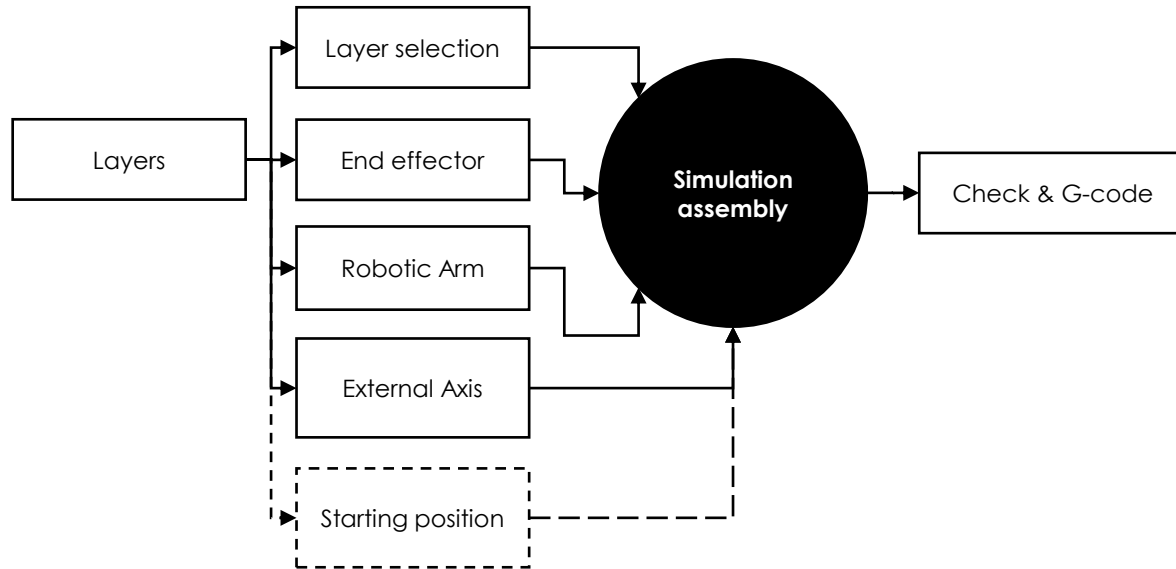 Layers
Layer selection
End effector
Robotic Arm
External Axis
Starting position
Simulation
assembly
Check & G-code